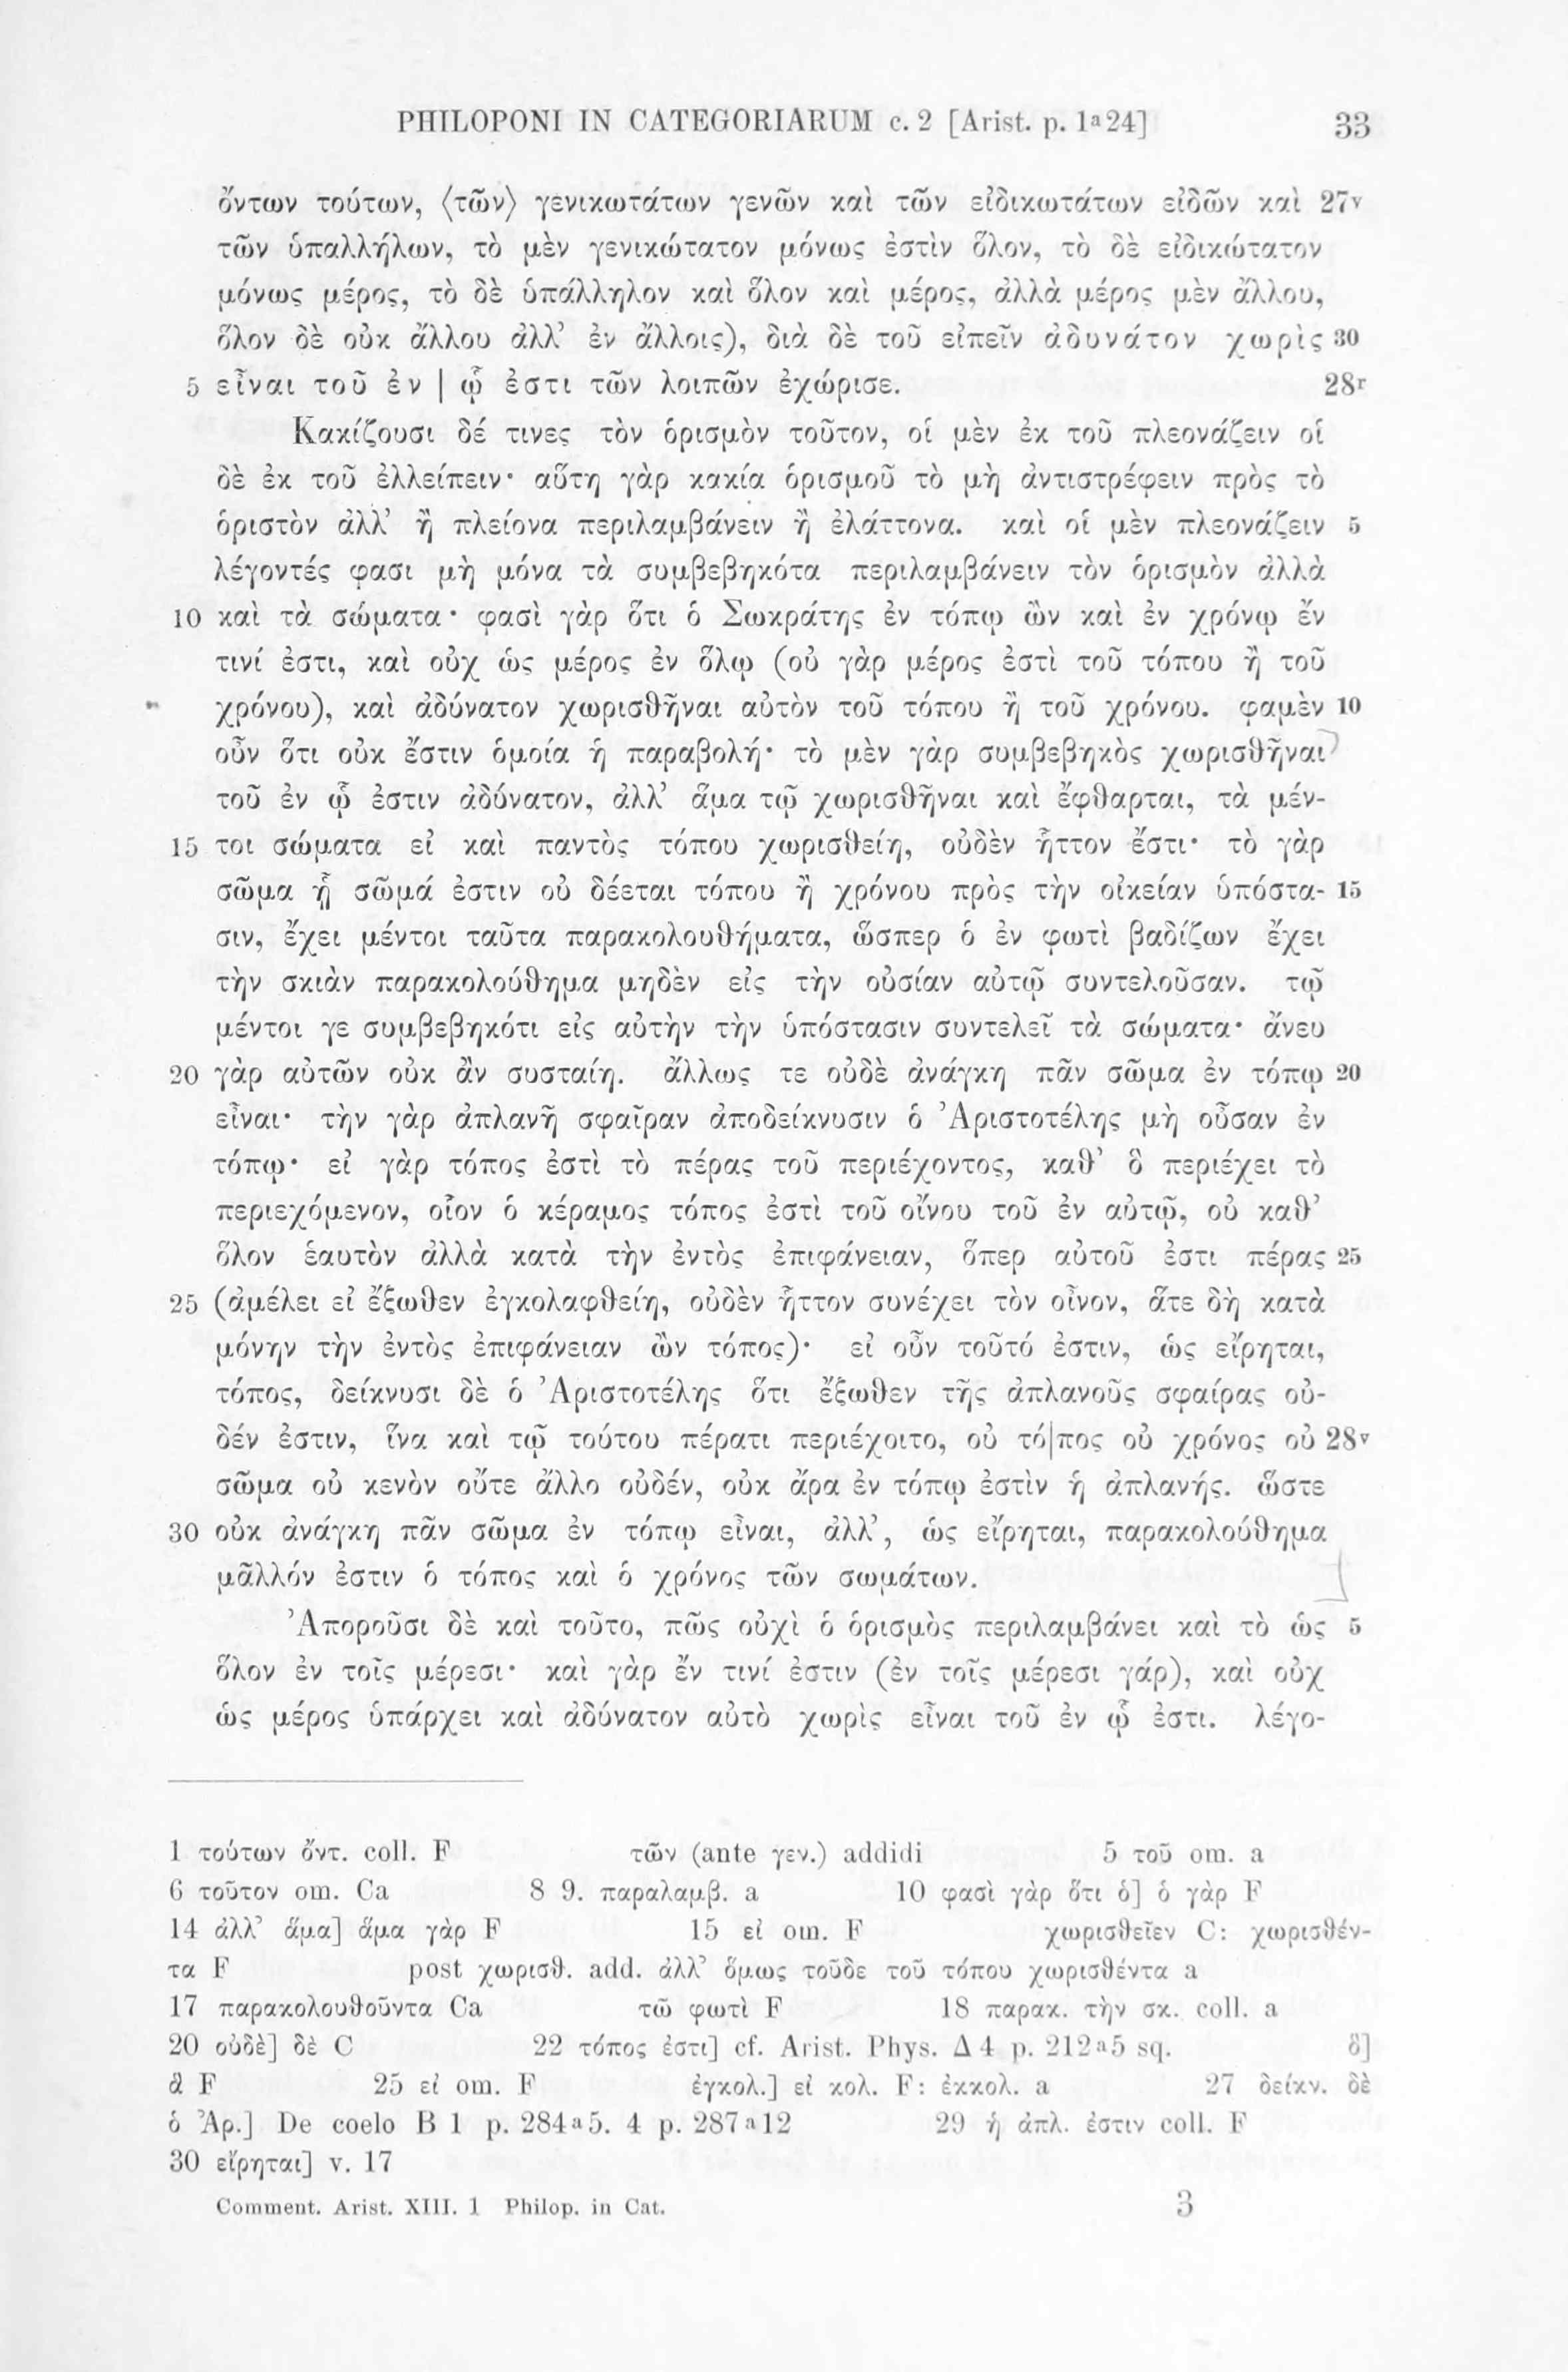 PHILOPONI IN CATEGORIARUM c. 2 [Arist. p. 1ª24] 33
ὄντων τούτων, ⟨τῶν⟩ γενικωτάτων γενῶν καὶ τῶν εἰδικωτάτων εἰδῶν καὶ 27v
τῶν ὑπαλλήλων, τὸ μὲν γενικώτατον μόνως ἐστὶν ὅλον, τὸ δὲ εἰδικώτατον
μόνως μέρος, τὸ δὲ ὑπάλληλον καὶ ὅλον καὶ μέρος, ἀλλὰ μέρος μὲν ἄλλου,
ὅλον δὲ οὐκ ἄλλου ἀλλ’ ἐν ἄλλοις), διὰ δὲ τοῦ εἰπεῖν ἀδυνάτον χωρὶς 30
5 εἶναι τοῦ ἐν | ᾧ ἐστι τῶν λοιπῶν ἐχώρισε. 28r
Κακίζουσι δέ τινες τὸν ὁρισμὸν τοῦτον, οἱ μὲν ἐκ τοῦ πλεονάζειν οἱ
δὲ ἐκ τοῦ ἐλλείπειν· αὕτη γὰρ κακία ὁρισμοῦ τὸ μὴ ἀντιστρέφειν πρὸς τὸ
ὁριστὸν ἀλλ’ ἢ πλείονα περιλαμβάνειν ἢ ἐλάττονα. καὶ οἱ μὲν πλεονάζειν 5
λέγοντές φασι μὴ μόνα τὰ συμβεβηκότα περιλαμβάνειν τὸν ὁρισμὸν ἀλλὰ
10 καὶ τὰ σώματα· φασὶ γὰρ ὅτι ὁ Σωκράτης ἐν τόπῳ ὢν καὶ ἐν χρόνῳ ἔν
τινί ἐστι, καὶ οὐχ ὡς μέρος ἐν ὅλῳ (οὐ γὰρ μέρος ἐστὶ τοῦ τόπου ἢ τοῦ
χρόνου), καὶ ἀδύνατον χωρισθῆναι αὐτὸν τοῦ τόπου ἢ τοῦ χρόνου. φαμὲν 10
οὖν ὅτι οὐκ ἔστιν ὁμοία ἡ παραβολή· τὸ μὲν γὰρ συμβεβηκὸς χωρισθῆναι
τοῦ ἐν ᾧ ἐστιν ἀδύνατον, ἀλλ’ ἅμα τῷ χωρισθῆναι καὶ ἔφθαρται, τὰ μέν-
15 τοι σώματα εἰ καὶ παντὸς τόπου χωρισθείη, οὐδὲν ἧττον ἔστι· τὸ γὰρ
σῶμα ᾗ σῶμά ἐστιν οὐ δέεται τόπου ἢ χρόνου πρὸς τὴν οἰκείαν ὑπόστα- 15
σιν, ἔχει μέντοι ταῦτα παρακολουθήματα, ὥσπερ ὁ ἐν φωτὶ βαδίζων ἔχει
τὴν σκιὰν παρακολούθημα μηδὲν εἰς τὴν οὐσίαν αὐτῷ συντελοῦσαν. τῷ
μέντοι γε συμβεβηκότι εἰς αὐτὴν τὴν ὑπόστασιν συντελεῖ τὰ σώματα· ἄνευ
20 γὰρ αὐτῶν οὐκ ἂν συσταίη. ἄλλως τε οὐδὲ ἀνάγκη πᾶν σῶμα ἐν τόπῳ 20
εἶναι· τὴν γὰρ ἀπλανῆ σφαῖραν ἀποδείκνυσιν ὁ Ἀριστοτέλης μὴ οὖσαν ἐν
τόπῳ· εἰ γὰρ τόπος ἐστὶ τὸ πέρας τοῦ περιέχοντος, καθ’ ὃ περιέχει τὸ
περιεχόμενον, οἷον ὁ κέραμος τόπος ἐστὶ τοῦ οἴνου τοῦ ἐν αὐτῷ, οὐ καθ’
ὅλον ἑαυτὸν ἀλλὰ κατὰ τὴν ἐντὸς ἐπιφάνειαν, ὅπερ αὐτοῦ ἐστι πέρας 25
25 (ἀμέλει εἰ ἔξωθεν ἐγκολαφθείη, οὐδὲν ἧττον συνέχει τὸν οἶνον, ἅτε δὴ κατὰ
μόνην τὴν ἐντὸς ἐπιφάνειαν ὢν τόπος)· εἰ οὖν τοῦτό ἐστιν, ὡς εἴρηται,
τόπος, δείκνυσι δὲ ὁ Ἀριστοτέλης ὅτι ἔξωθεν τῆς ἀπλανοῦς σφαίρας οὐ-
δέν ἐστιν, ἵνα καὶ τῷ τούτου πέρατι περιέχοιτο, οὐ τό|πος οὐ χρόνος οὐ 28v
σῶμα οὐ κενὸν οὔτε ἄλλο οὐδέν, οὐκ ἄρα ἐν τόπῳ ἐστὶν ἡ ἀπλανής. ὥστε
30 οὐκ ἀνάγκη πᾶν σῶμα ἐν τόπῳ εἶναι, ἀλλ’, ὡς εἴρηται, παρακολούθημα
μᾶλλόν ἐστιν ὁ τόπος καὶ ὁ χρόνος τῶν σωμάτων.
Ἀποροῦσι δὲ καὶ τοῦτο, πῶς οὐχὶ ὁ ὁρισμὸς περιλαμβάνει καὶ τὸ ὡς 5
ὅλον ἐν τοῖς μέρεσι· καὶ γὰρ ἔν τινί ἐστιν (ἐν τοῖς μέρεσι γάρ), καὶ οὐχ
ὡς μέρος ὑπάρχει καὶ ἀδύνατον αὐτὸ χωρὶς εἶναι τοῦ ἐν ᾧ ἐστι. λέγο-
1 τούτων ὄντ. coll. F τῶν (ante γεν.) addidi 5 τοῦ om. a
6 τοῦτον om. Ca 8 9. παραλαμβ. a 10 φασὶ γὰρ ὅτι ὁ] ὁ γὰρ F
14 ἀλλ’ ἅμα] ἅμα γὰρ F 15 εἰ om. F χωρισθεῖεν C: χωρισθέν-
τα F post χωρισθ. add. ἀλλ’ ὅμως τοῦδε τοῦ τόπου χωρισθέντα a
17 παρακολουθοῦντα Ca τῶ φωτὶ F 18 παρακ. τὴν σκ. coll. a
20 οὐδὲ] δὲ C 22 τόπος ἐστι] cf. Arist. Phys. Δ 4 p. 212ª5 sq. ὃ]
ἃ F 25 εἰ om. F ἐγκολ.] εἰ κολ. F: ἐκκολ. a 27 δείκν. δὲ
ὁ Ἀρ.] De coelo B 1 p. 284ª5. 4 p. 287ª12 29 ἡ ἀπλ. ἐστιν coll. F
30 εἴρηται] v. 17
Comment. Arist. XIII. 1 Philop. in Cat. 3